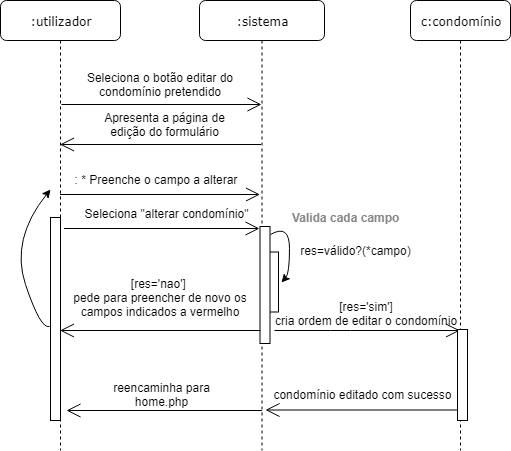 :utilizador
:sistema
c:condomínio
Seleciona o botão editar do
condomínio pretendido
Apresenta a página de
edição do formulário
: * Preenche o campo a alterar
Seleciona "alterar condomínio"
Valida cada campo
res=válido?(*campo)
[res='nao']
pede para preencher de novo os
campos indicados a vermelho
[res='sim']
cria ordem de editar o condomínio
reencaminha para
home.php
condomínio editado com sucesso